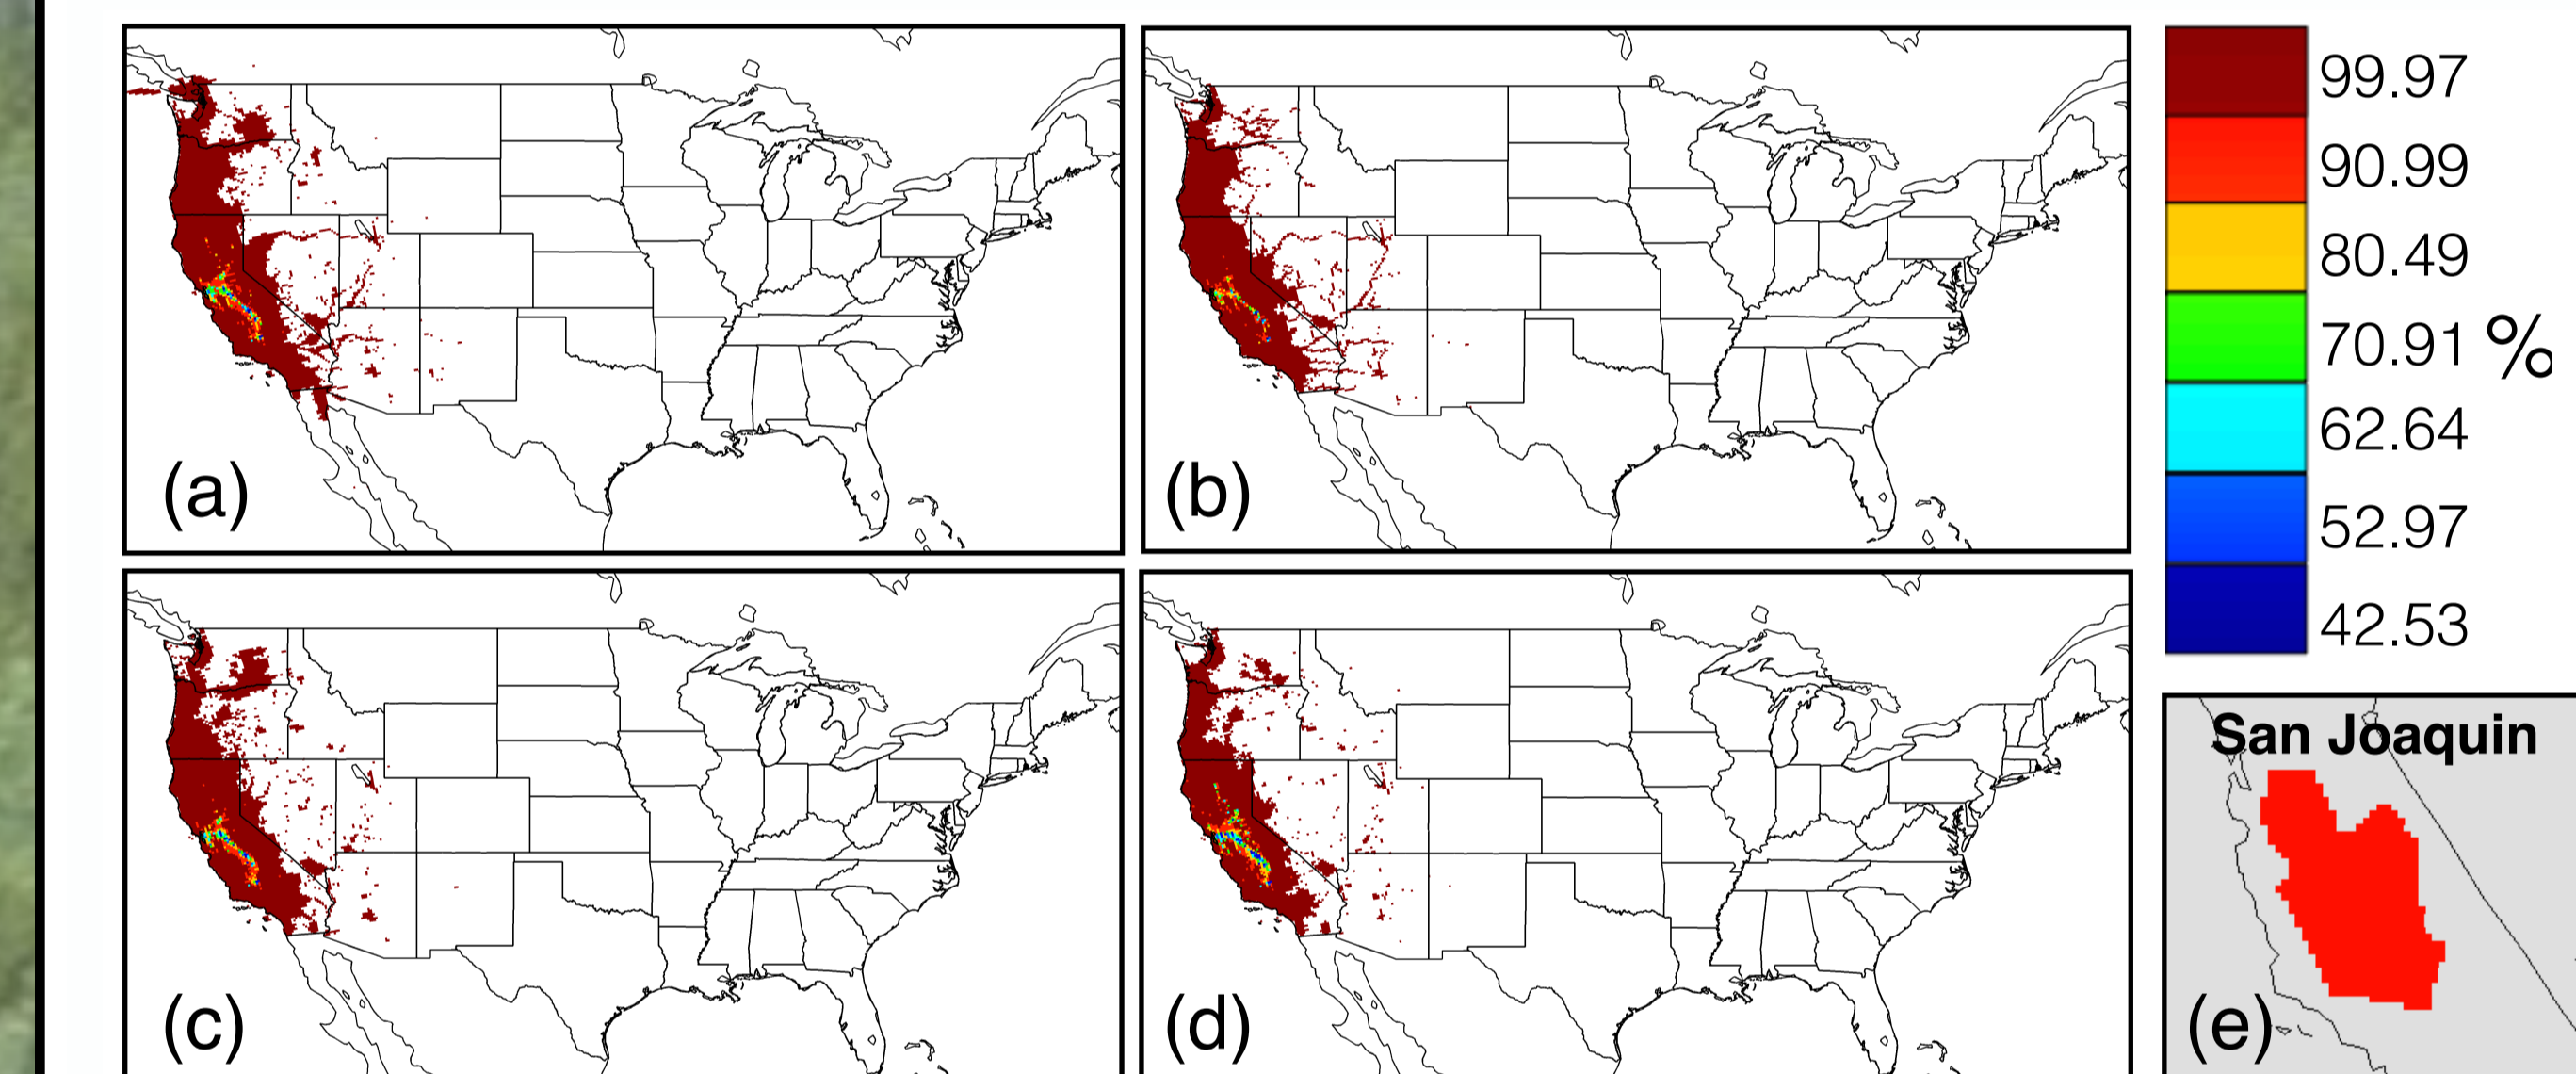 (a)
(b)
(c)
(d)
99.97
90.99
80.49
70.91 %
62.64
52.97
42.53
San Joaquin
(e)